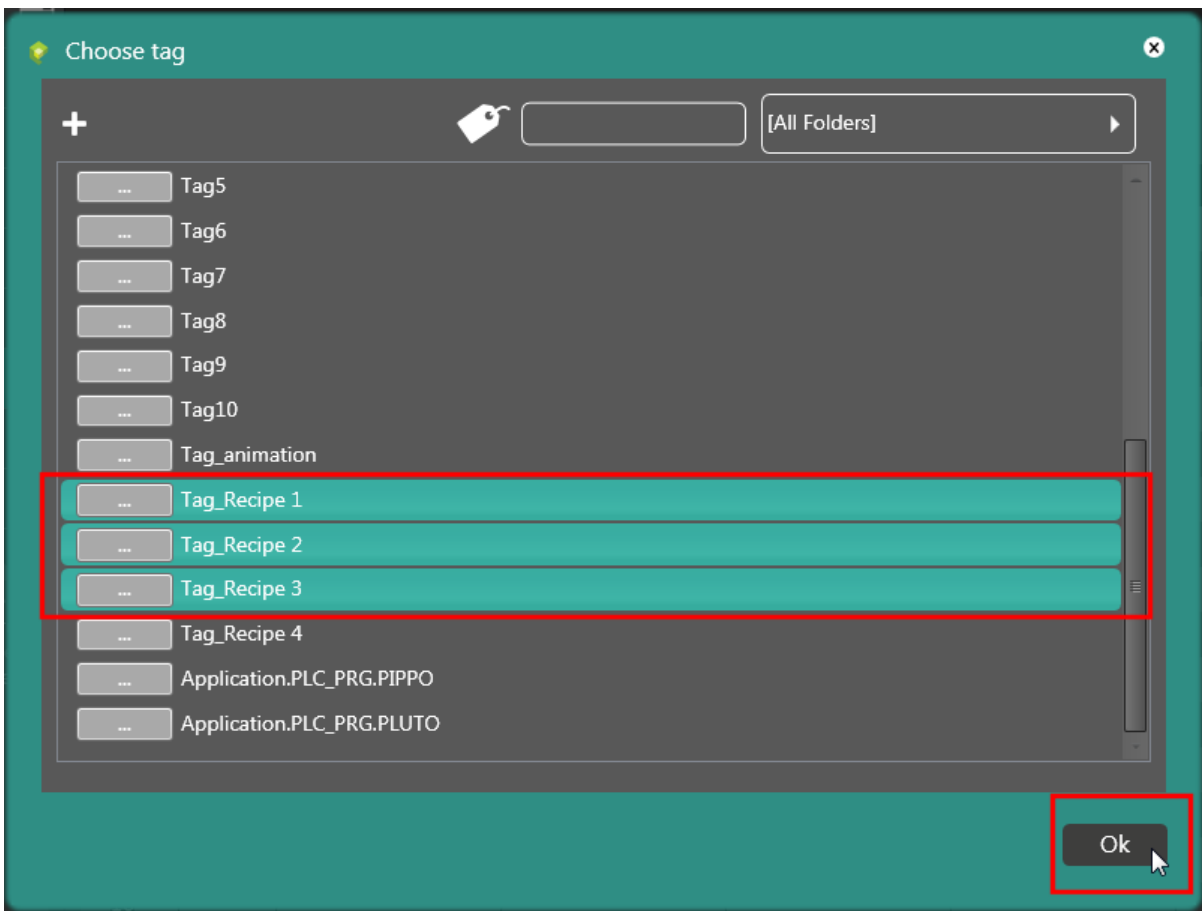 Choose tag
[All Folders]
... Tag5
... Tag6
... Tag7
... Tag8
... Tag9
... Tag10
... Tag_animation
... Tag_Recipe 1
... Tag_Recipe 2
... Tag_Recipe 3
... Tag_Recipe 4
... Application.PLC_PRG.PIPPO
... Application.PLC_PRG.PLUTO
Ok